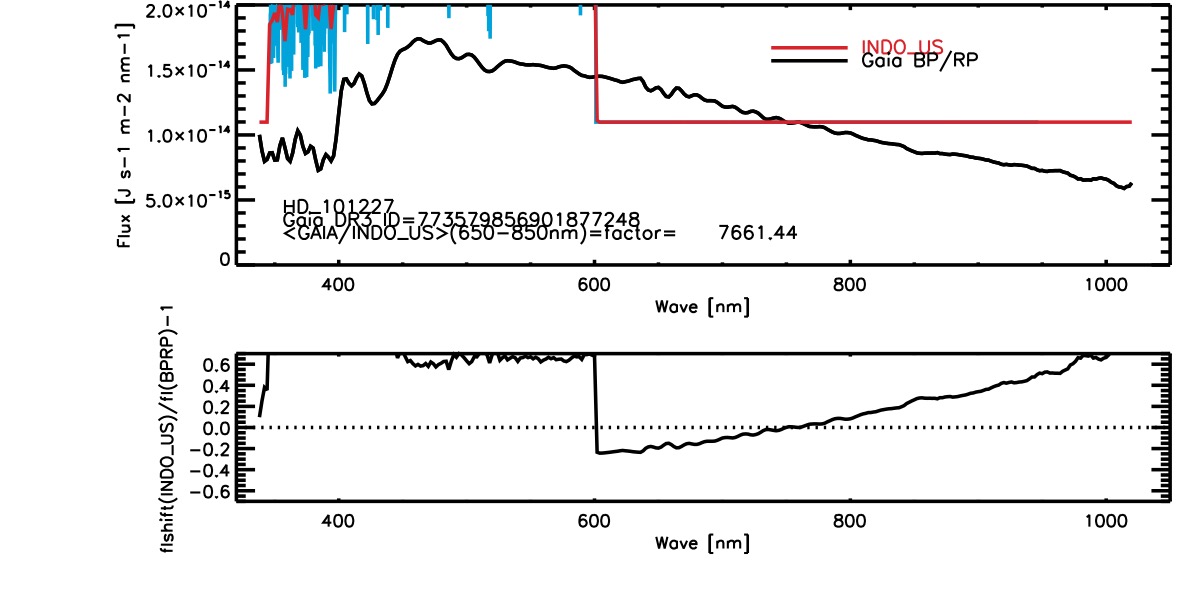 2.0×10−14
1.5×10−14
1.0×10−14
5.0×10−15
0
Flux [J s−1 m−2 nm−1]
INDO_US
Gaia BP/RP
HD_101227
Gaia DR3 ID=773579856901877248
<GAIA/INDO_US>(650−850nm)=factor= 7661.44
400 600 800 1000
Wave [nm]
flshift(INDO_US)/fl(BPRP)−1
0.6
0.4
0.2
0.0
−0.2
−0.4
−0.6
400 600 800 1000
Wave [nm]